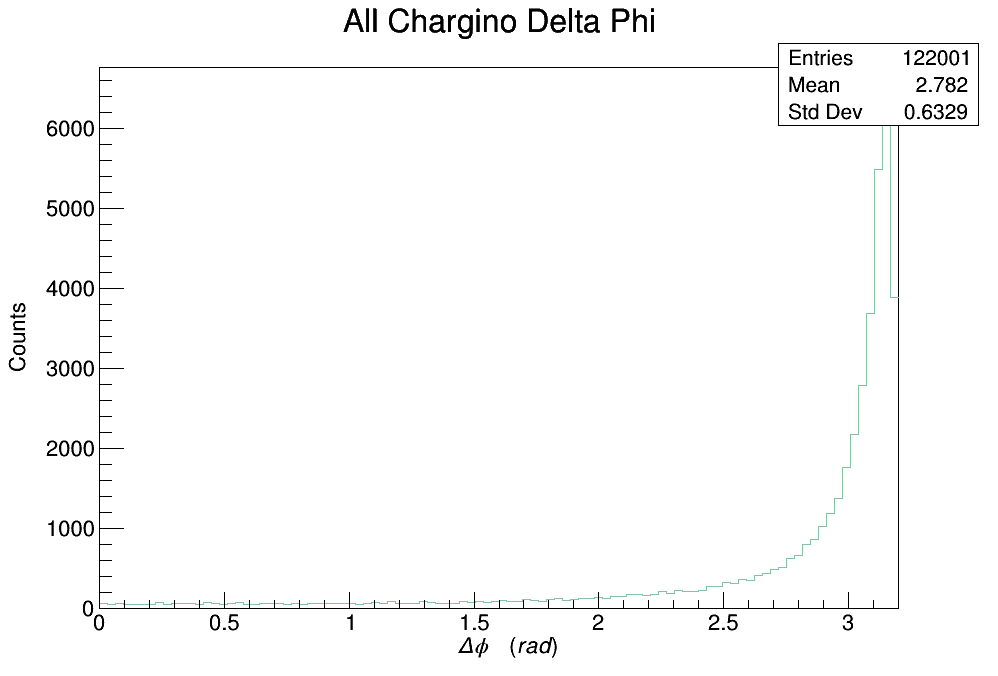 All Chargino Delta Phi
Entries 122001
Mean 2.782
Std Dev 0.6329
6000
5000
4000
3000
2000
1000
0
Counts
0 0.5 1 1.5 2 2.5 3
Δϕ (rad)